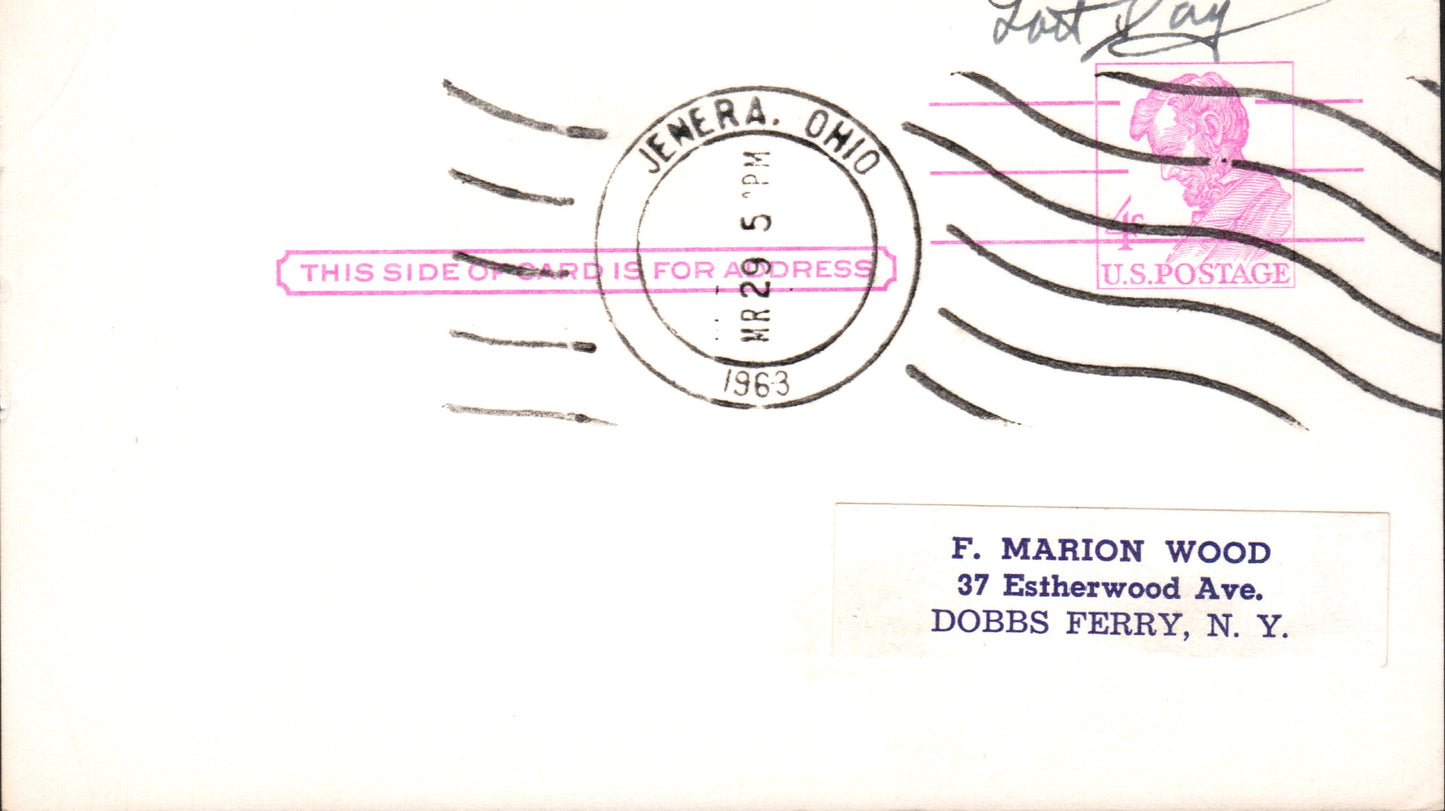 Last Day
JENERA, OHIO
MR 29 5 PM
1963
4¢
U.S.POSTAGE
THIS SIDE OF CARD IS FOR ADDRESS
F. MARION WOOD
37 Estherwood Ave.
DOBBS FERRY, N. Y.